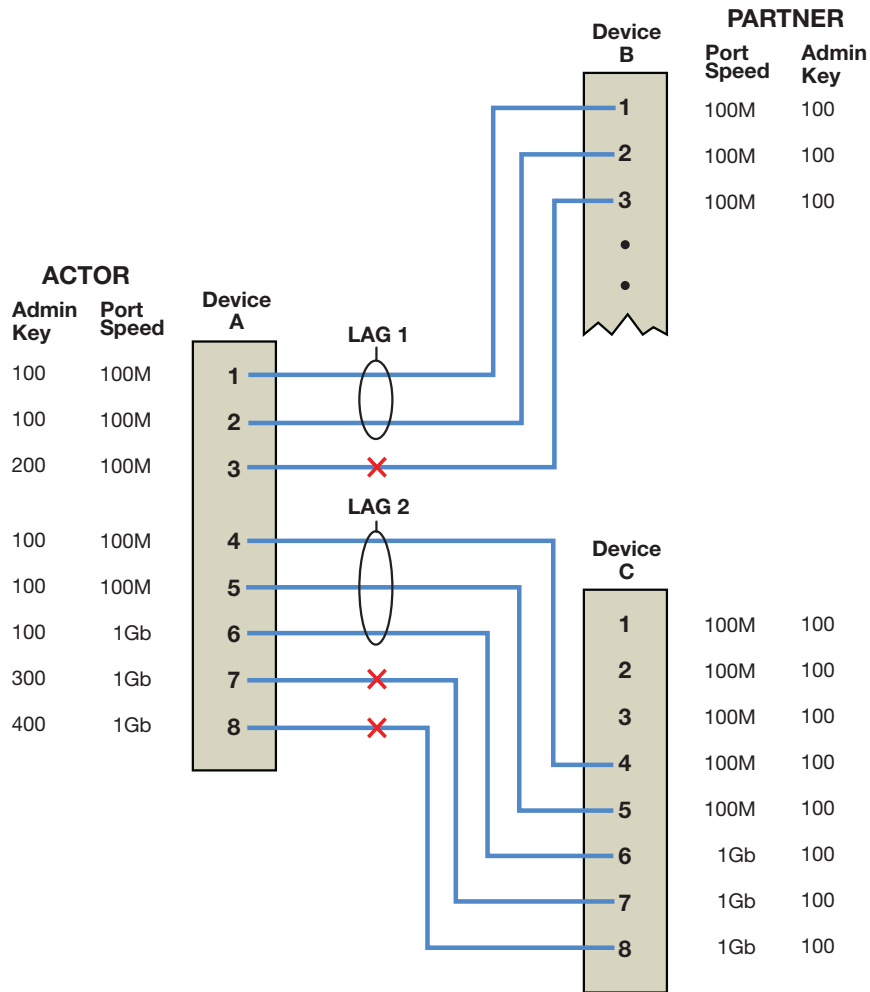 PARTNER
Device
B
Port
Speed
Admin
Key
1 100M 100
2 100M 100
3 100M 100
ACTOR
Admin
Key
Port
Speed
Device
A
LAG 1
100 100M 1
100 100M 2
200 100M 3
LAG 2
100 100M 4
100 100M 5
100 1Gb 6
300 1Gb 7
400 1Gb 8
Device
C
1 100M 100
2 100M 100
3 100M 100
4 100M 100
5 100M 100
6 1Gb 100
7 1Gb 100
8 1Gb 100